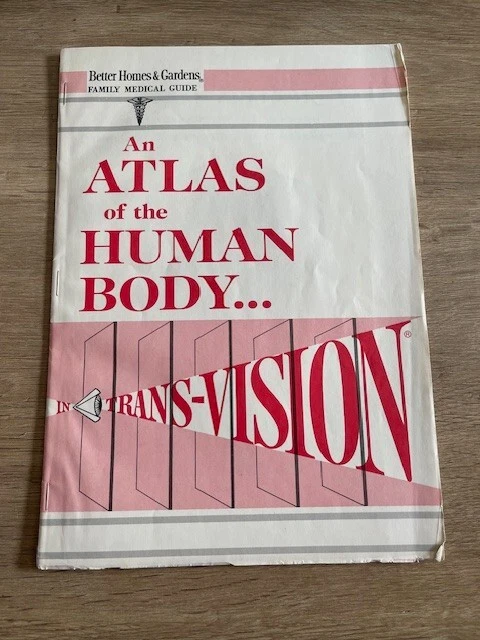 Better Homes & Gardens®
FAMILY MEDICAL GUIDE
An
ATLAS
of the
HUMAN
BODY...
IN TRANS-VISION®